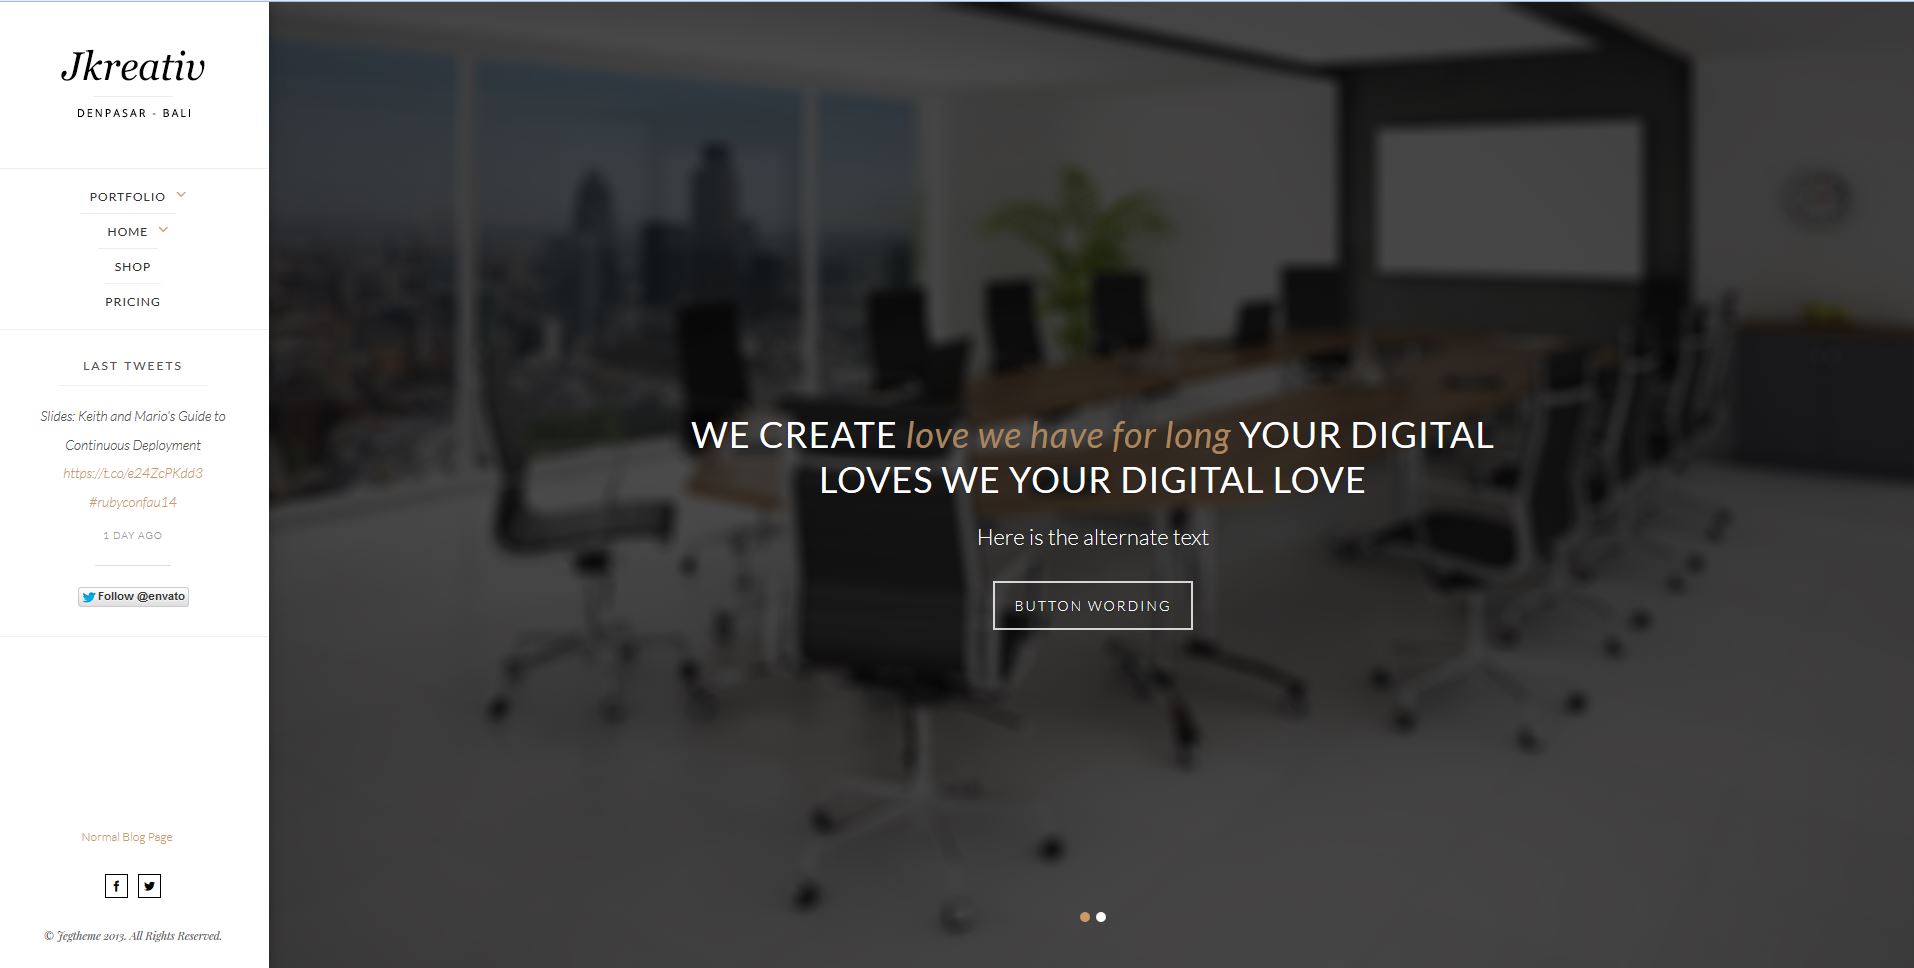 Jkreativ
DENPASAR - BALI
PORTFOLIO
HOME
SHOP
PRICING
LAST TWEETS
Slides: Keith and Mario's Guide to
Continuous Deployment
https://t.co/e24ZcPKdd3
#rubyconfau14
1 DAY AGO
Follow @envato
Normal Blog Page
© Jegtheme 2013. All Rights Reserved.
WE CREATE love we have for long YOUR DIGITAL
LOVES WE YOUR DIGITAL LOVE
Here is the alternate text
BUTTON WORDING